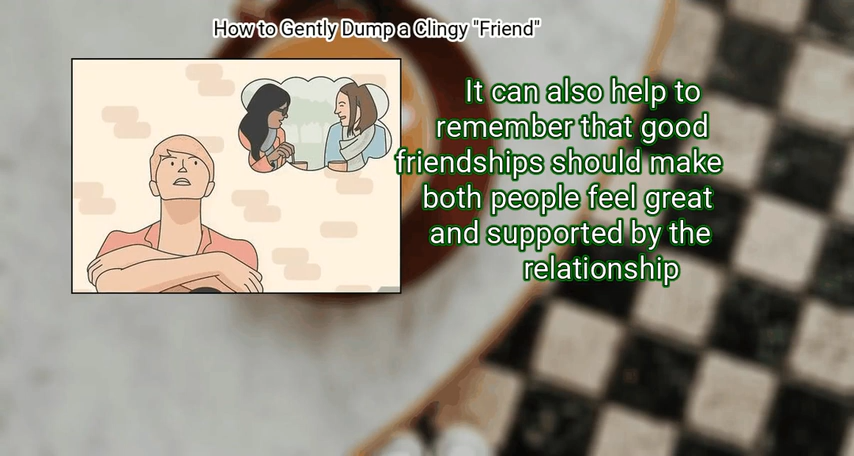 How to Gently Dump a Clingy "Friend"
It can also help to
remember that good
friendships should make
both people feel great
and supported by the
relationship